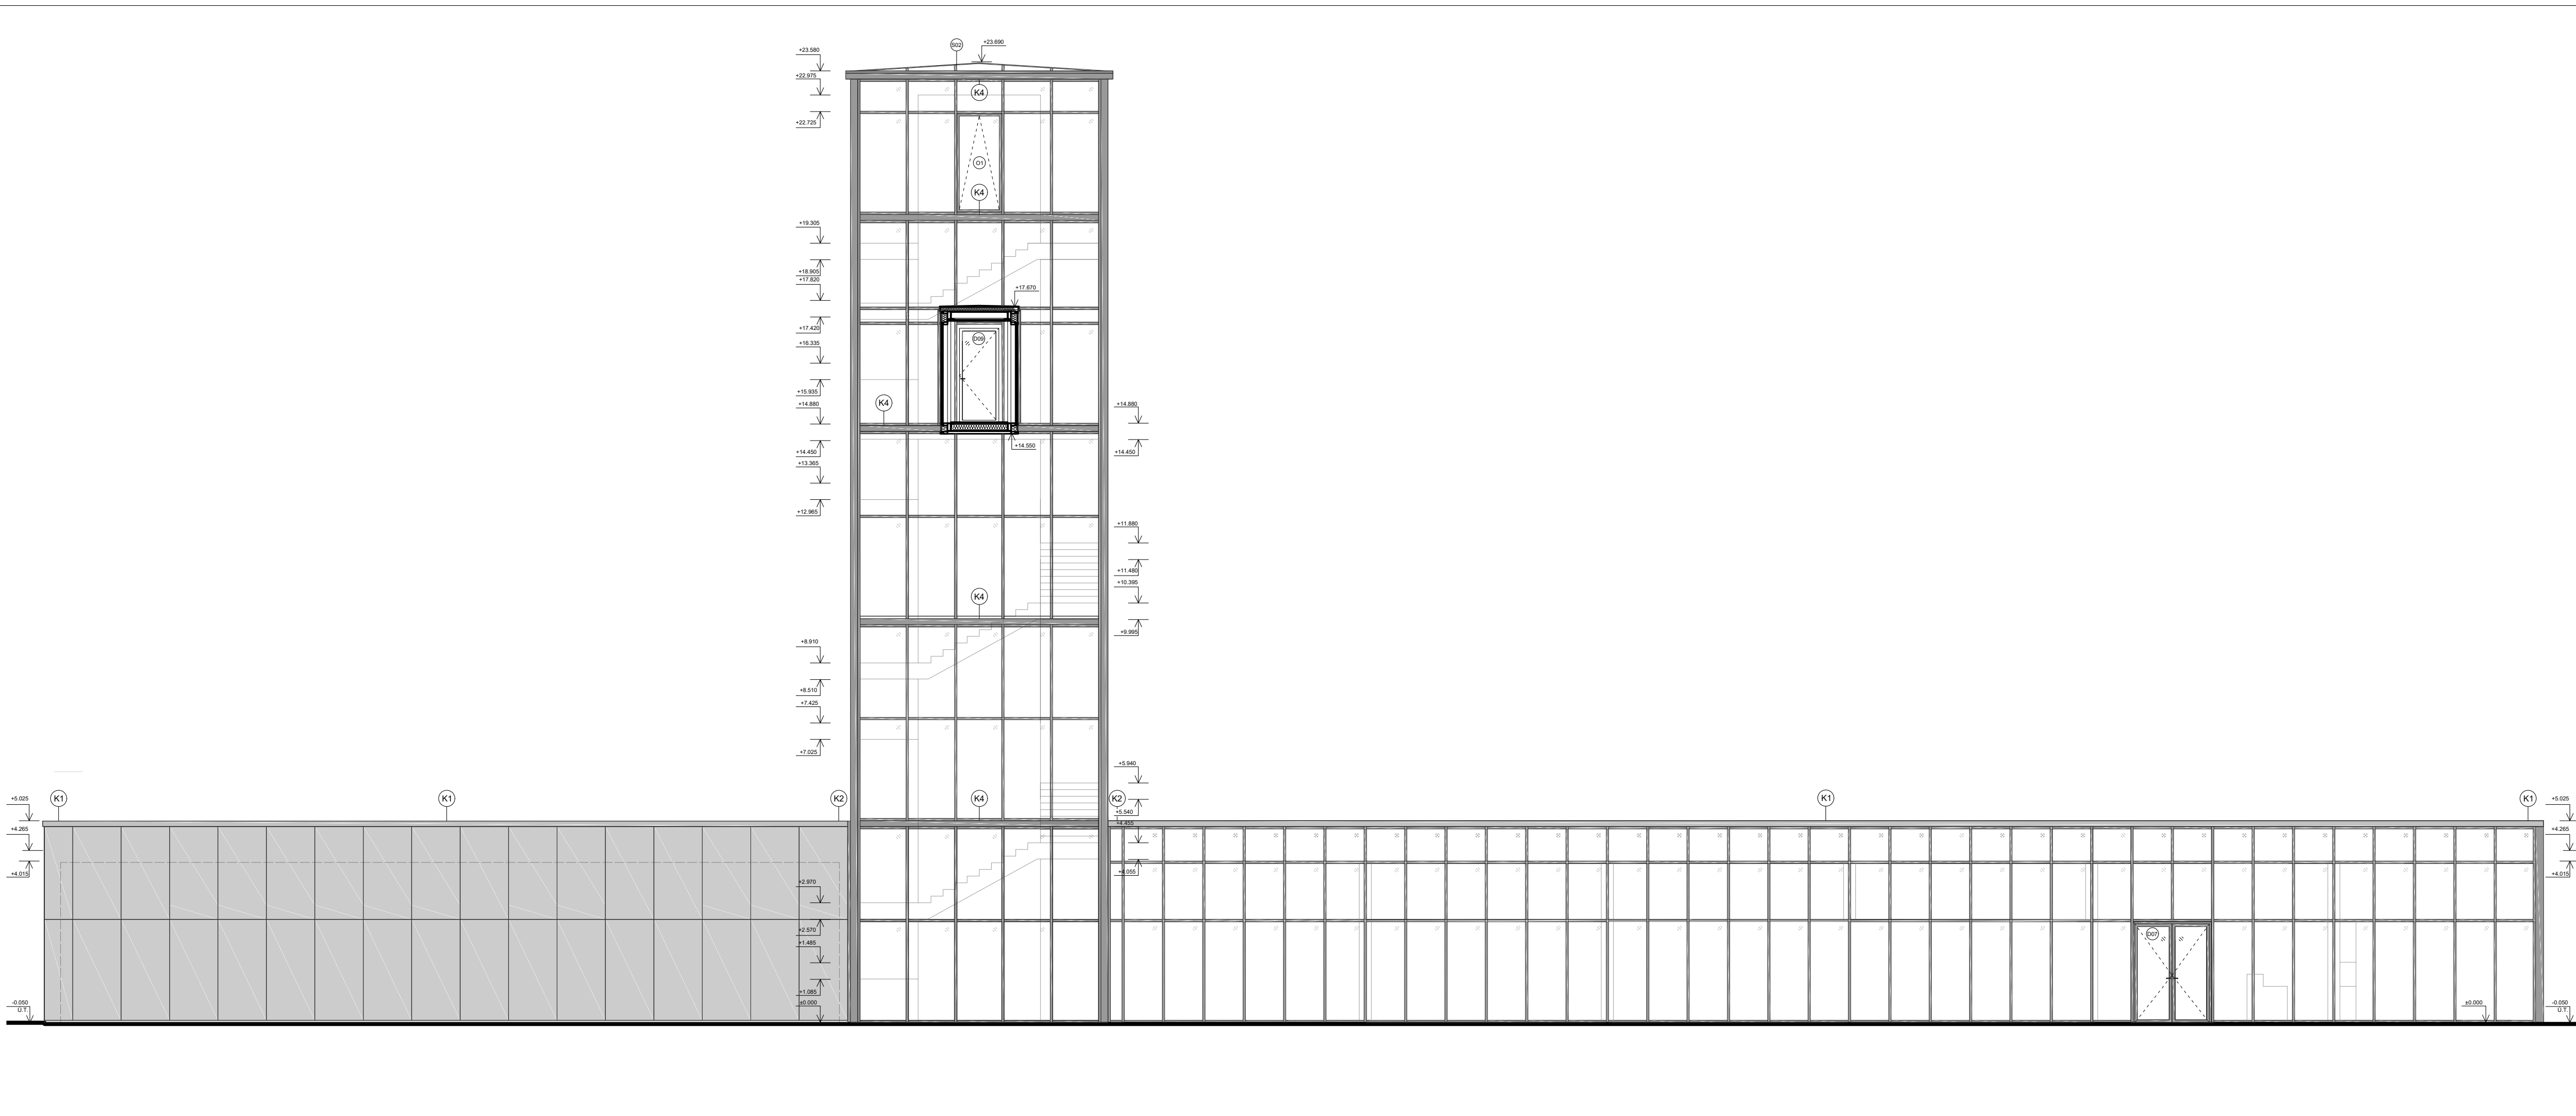 +23.580
S02
+23.690
+22.975
K4
+22.725
O1
K4
+19.305
+18.905
+17.820
+17.670
+17.420
D09
+16.335
+15.935
+14.880
K4
+14.880
+14.450
+14.550
+14.450
+13.365
+12.965
+11.880
+11.480
+10.395
K4
+9.995
+8.910
+8.510
+7.425
+7.025
+5.940
+5.025
K1
K1
K2
K4
K2
K1
K1
+5.025
+5.540
+4.265
+4.455
+4.265
+4.015
+4.055
+4.015
+2.970
+2.570
D07
+1.485
+1.085
-0.050
U.T.
±0.000
±0.000
-0.050
U.T.